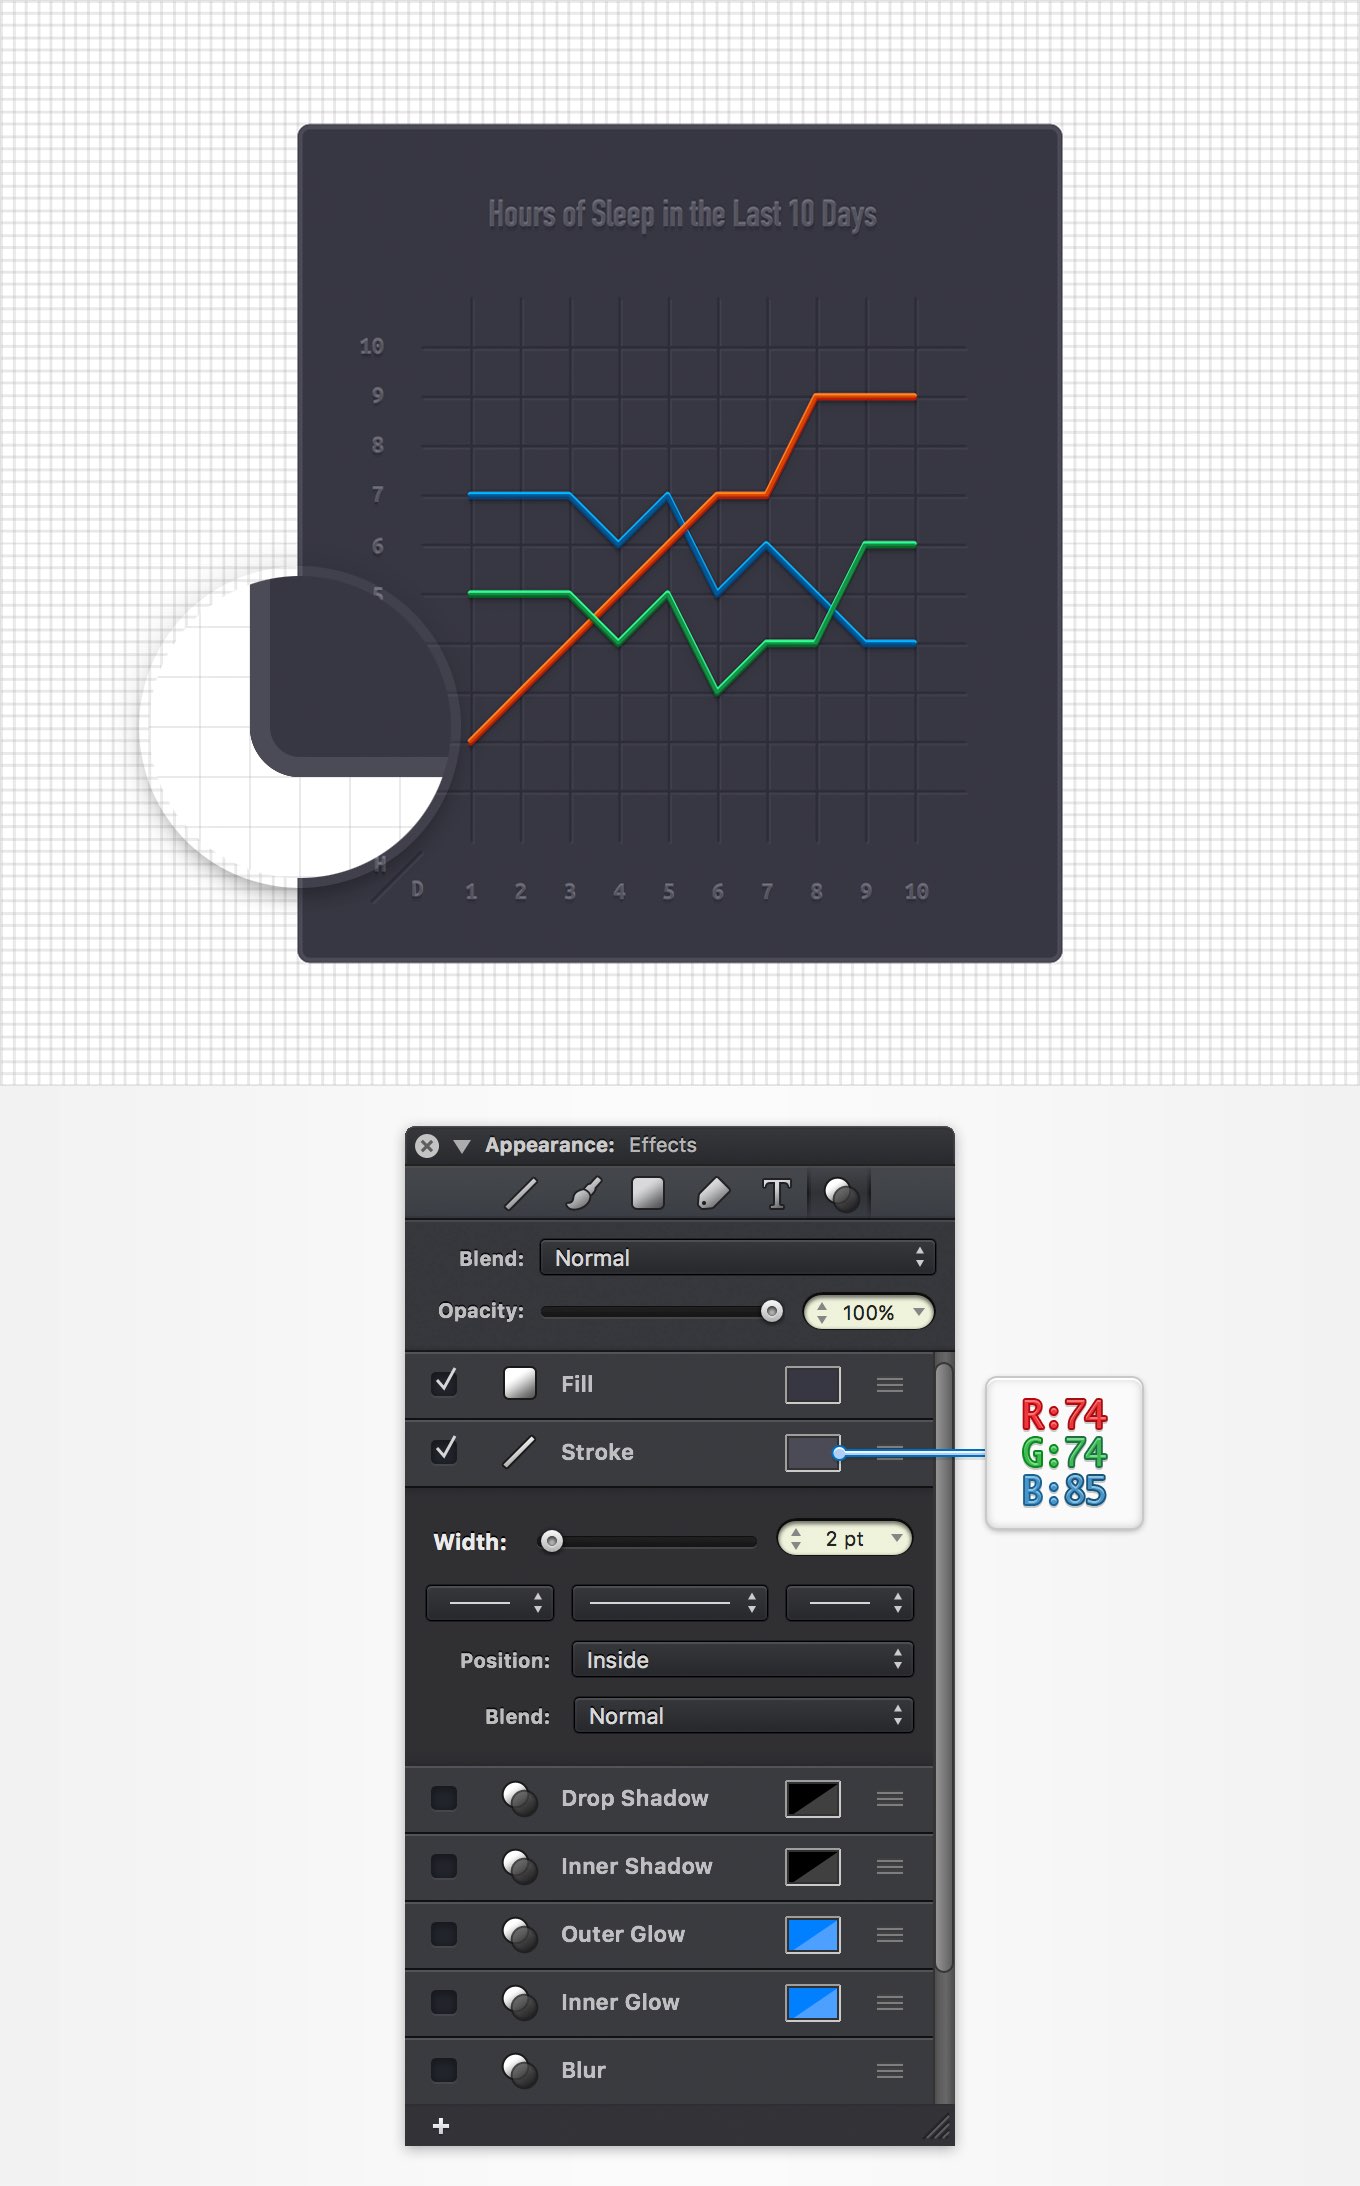 Hours of Sleep in the Last 10 Days
10
9
8
7
6
5
H
D 1 2 3 4 5 6 7 8 9 10
Appearance: Effects
T
Blend: Normal
Opacity: 100%
Fill
Stroke
R:74
G:74
B:85
Width: 2 pt
Position: Inside
Blend: Normal
Drop Shadow
Inner Shadow
Outer Glow
Inner Glow
Blur